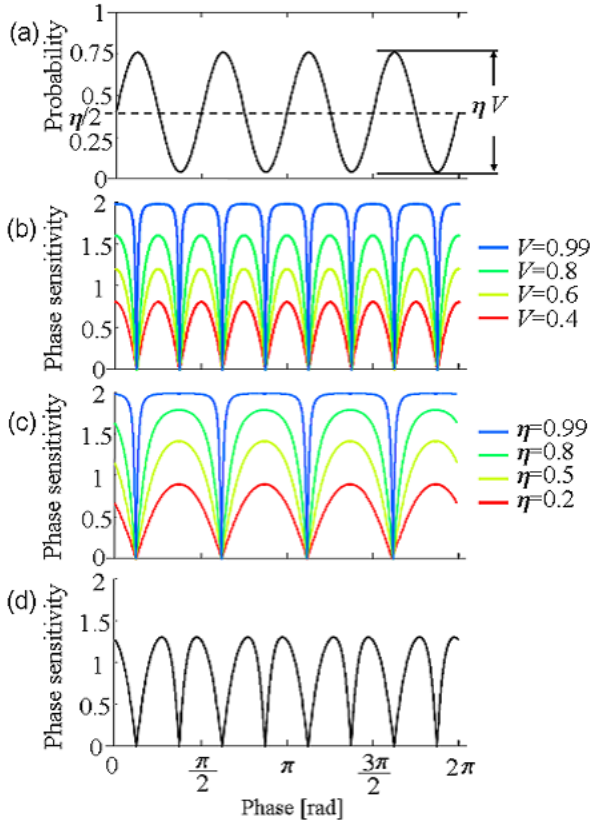 (a)
Probability
1
0.75
0.5
η/2
0.25
0
η V
(b)
Phase sensitivity
2
1.5
1
0.5
0
V=0.99
V=0.8
V=0.6
V=0.4
(c)
Phase sensitivity
2
1.5
1
0.5
0
η=0.99
η=0.8
η=0.5
η=0.2
(d)
Phase sensitivity
2
1.5
1
0.5
0
0 π/2 π 3π/2 2π
Phase [rad]